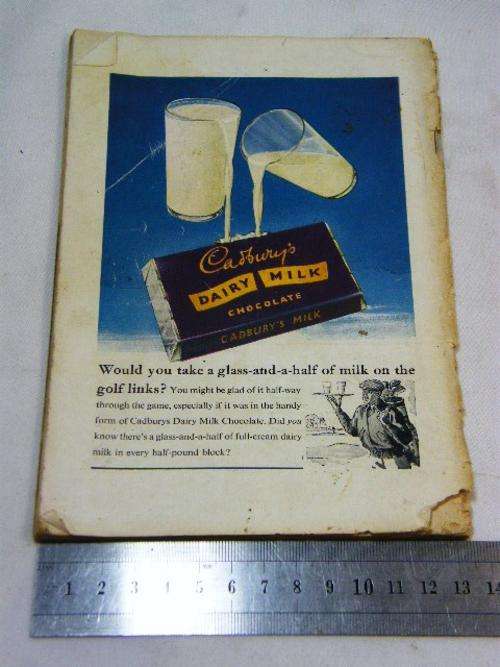 Cadbury's
DAIRY MILK
CHOCOLATE
CADBURY'S MILK
Would you take a glass-and-a-half of milk on the
golf links? You might be glad of it half-way
through the game, especially if it was in the handy
form of Cadburys Dairy Milk Chocolate. Did you
know there's a glass-and-a-half of full-cream dairy
milk in every half-pound block?
1 2 3 4 5 6 7 8 9 10 11 12 13 14